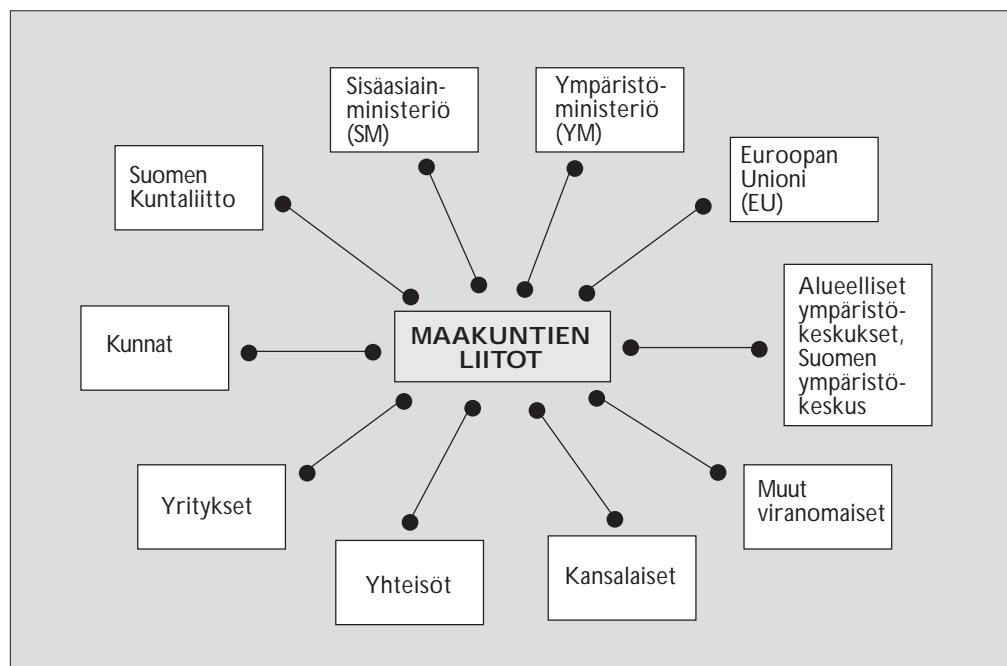 Sisäasiain-
ministeriö
(SM)
Ympäristö-
ministeriö
(YM)
Euroopan
Unioni
(EU)
Suomen
Kuntaliitto
Alueelliset
ympäristö-
keskukset,
Suomen
ympäristö-
keskus
Kunnat
MAAKUNTIEN
LIITOT
Yritykset
Muut
viranomaiset
Yhteisöt
Kansalaiset